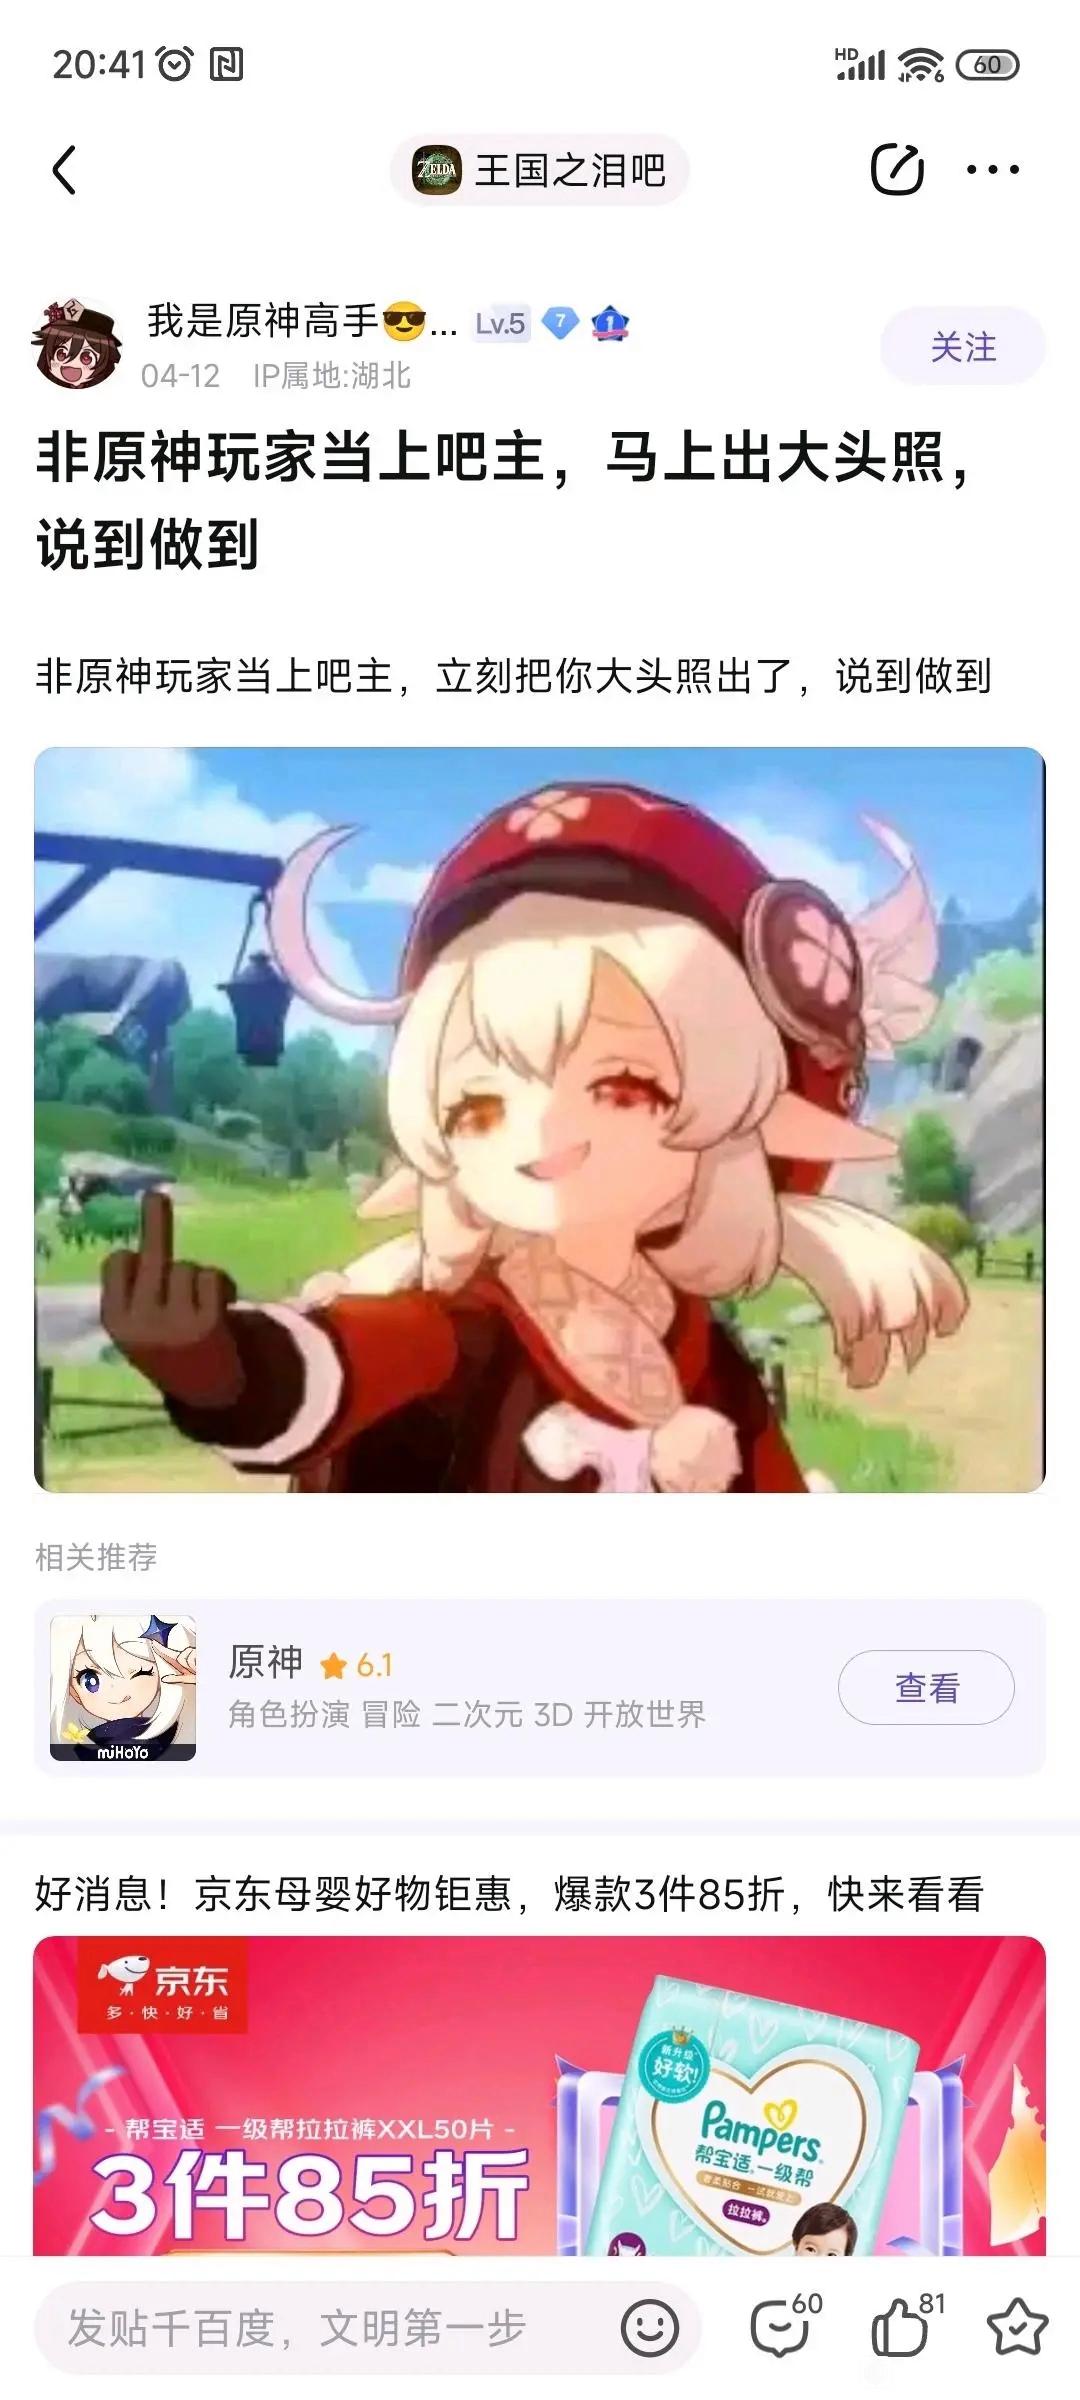 20:41
HD 6 60
ZELDA 王国之泪吧
我是原神高手😎... Lv.5 7 1
04-12 IP属地:湖北
关注
非原神玩家当上吧主，马上出大头照，
说到做到
非原神玩家当上吧主，立刻把你大头照出了，说到做到
相关推荐
miHoYo
原神 6.1
角色扮演 冒险 二次元 3D 开放世界
查看
好消息！京东母婴好物钜惠，爆款3件85折，快来看看
京东
多·快·好·省
- 帮宝适 一级帮拉拉裤XXL50片 -
3件85折
新升级
好软!
Pampers
帮宝适 一级帮
拉拉裤
发贴千百度，文明第一步
60
81